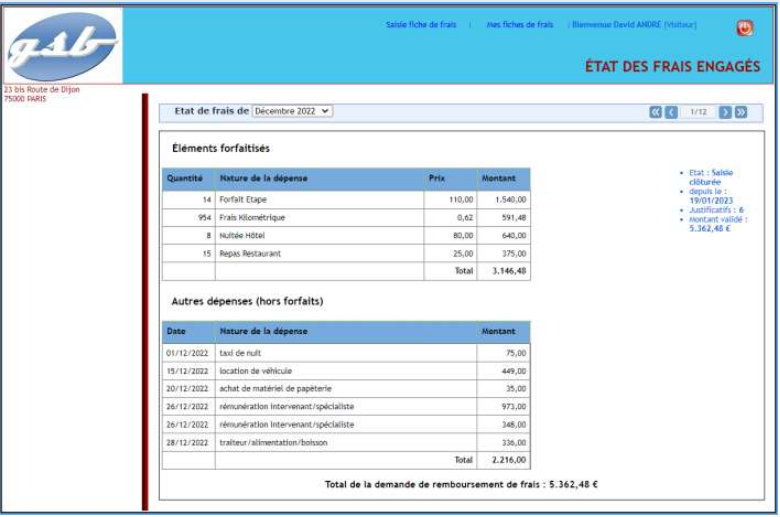 Saisie fiche de frais | Mes fiches de frais : Bienvenue David ANDRÉ (Visiteur)
gsb
ÉTAT DES FRAIS ENGAGÉS
23 bis Route de Dijon
75000 PARIS
Etat de frais de Décembre 2022 1/12
Éléments forfaitisés
Quantité Nature de la dépense Prix Montant
14 Forfait Etape 110,00 1.540,00
954 Frais Kilométrique 0,62 591,48
8 Nuitée Hôtel 80,00 640,00
15 Repas Restaurant 25,00 375,00
Total 3.146,48
Etat : Saisie
clôturée
depuis le :
19/01/2023
Justificatifs : 6
Montant validé :
5.362,48 €
Autres dépenses (hors forfaits)
Date Nature de la dépense Montant
01/12/2022 taxi de nuit 75,00
15/12/2022 location de véhicule 449,00
20/12/2022 achat de matériel de papèterie 35,00
26/12/2022 rémunération intervenant/spécialiste 973,00
26/12/2022 rémunération intervenant/spécialiste 348,00
28/12/2022 traiteur/alimentation/boisson 336,00
Total 2.216,00
Total de la demande de remboursement de frais : 5.362,48 €